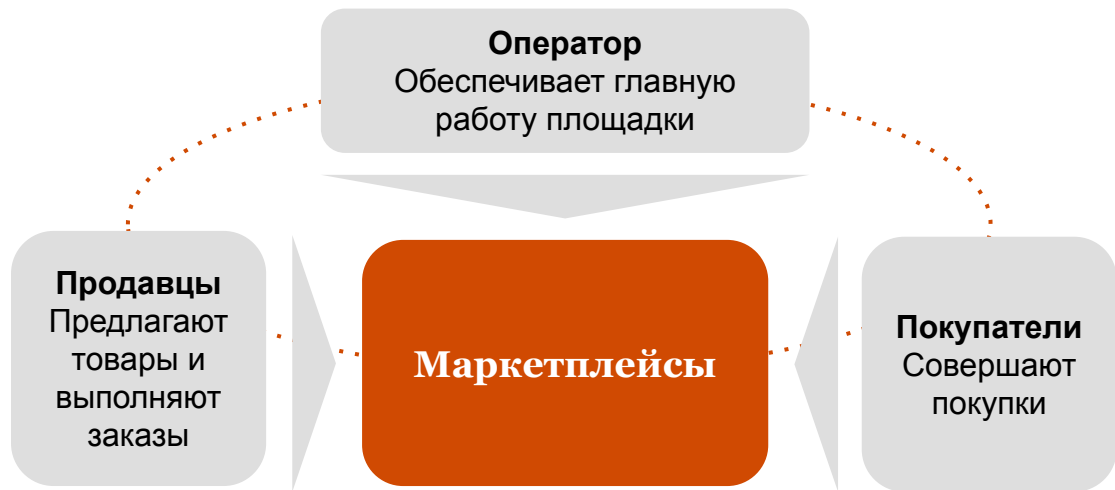 Оператор
Обеспечивает главную
работу площадки
Продавцы
Предлагают
товары и
выполняют
заказы
Маркетплейсы
Покупатели
Совершают
покупки